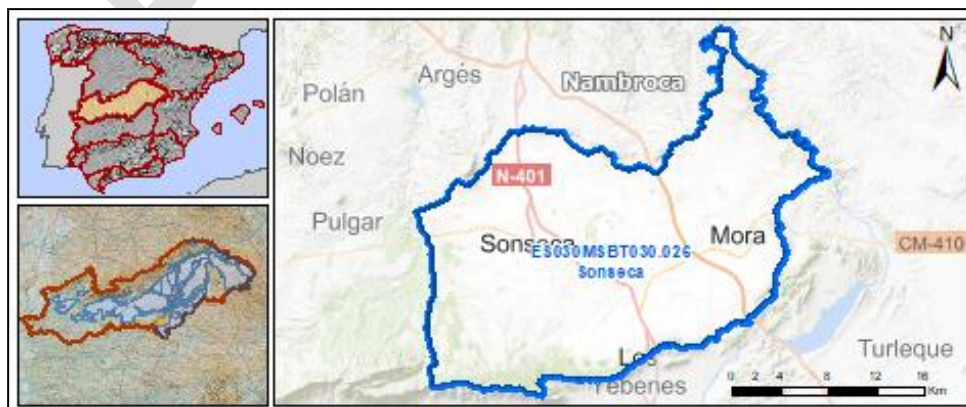 N
Argés
Nambroca
Polán
Noez
N-401
Pulgar
Sonseca
Mora
ES030MSBT030.026
Sonseca
CM-410
Turleque
Los
Yébenes
0 2 4 8 12 16
Km